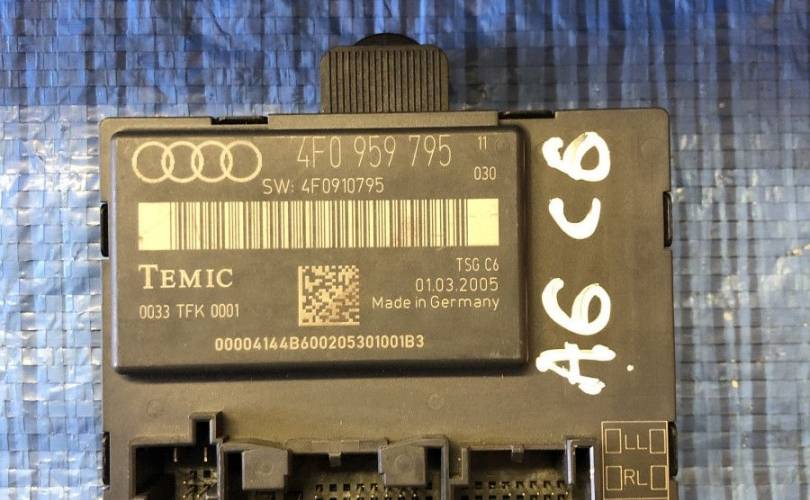 4F0 959 795 11
030
SW: 4F0910795
TEMIC
TSG C6
01.03.2005
0033 TFK 0001
Made in Germany
00004144B600205301001B3
A6 C6
LL
RL